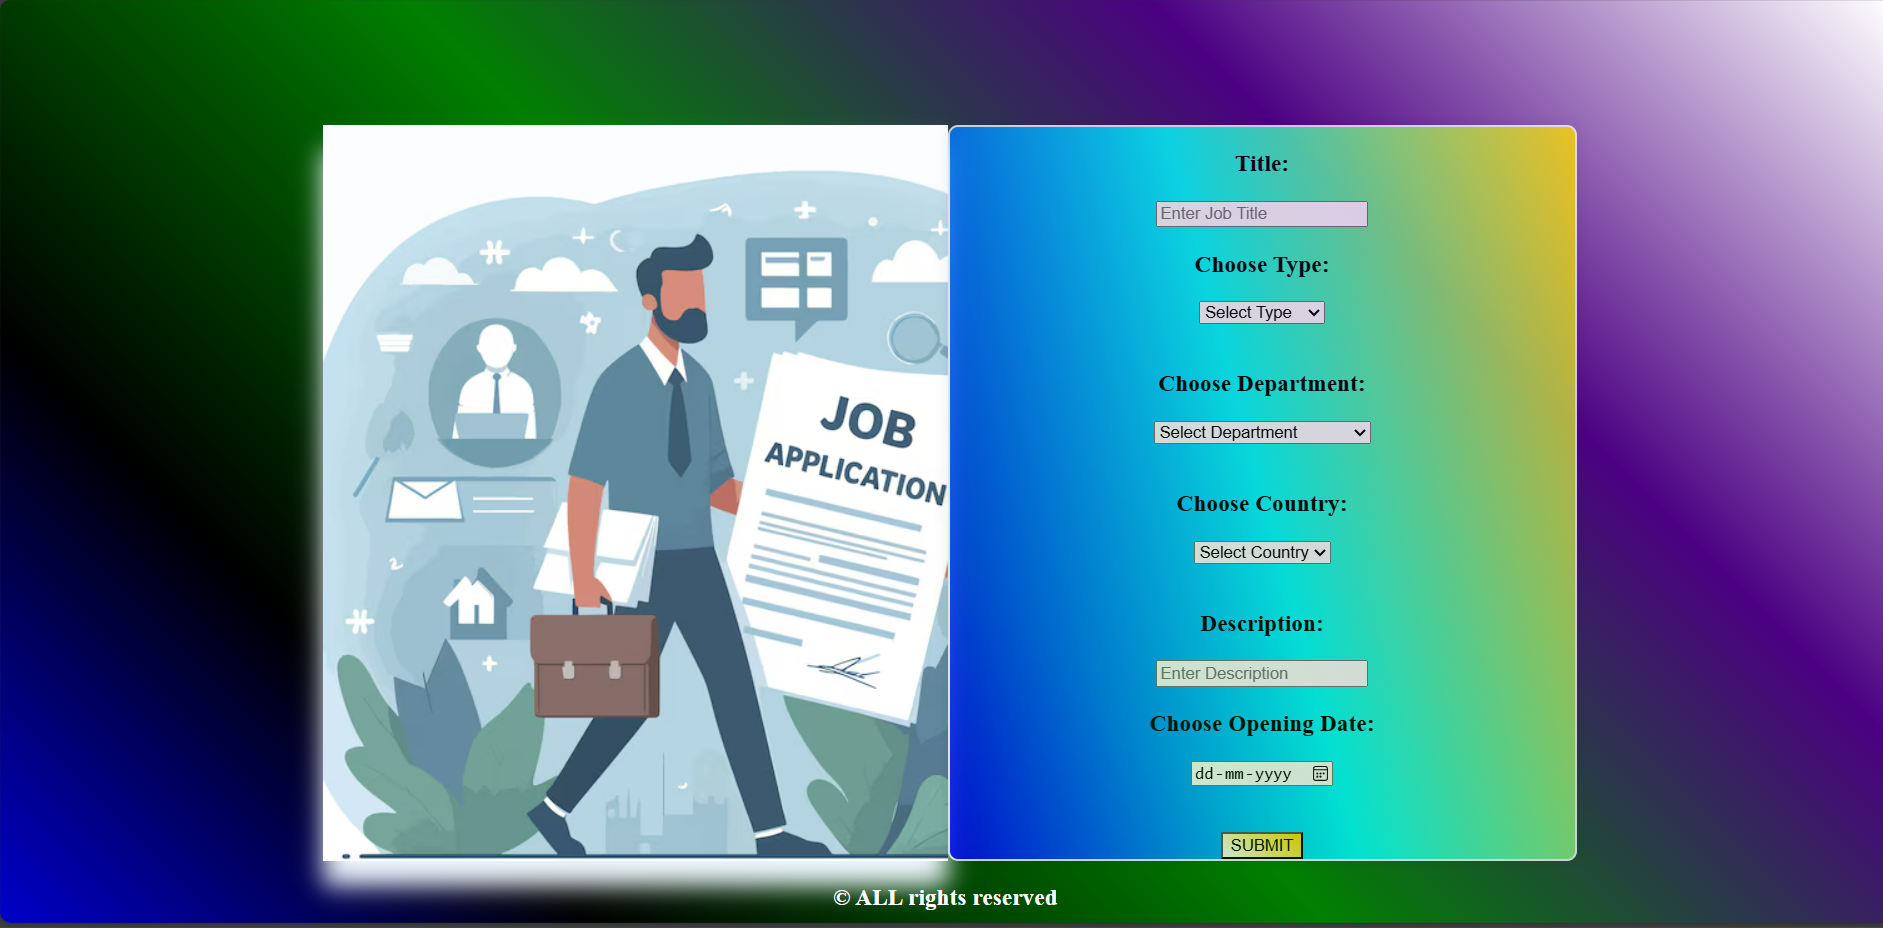 JOB
APPLICATION
Title:
Enter Job Title
Choose Type:
Select Type
Choose Department:
Select Department
Choose Country:
Select Country
Description:
Enter Description
Choose Opening Date:
dd-mm-yyyy
SUBMIT
© ALL rights reserved